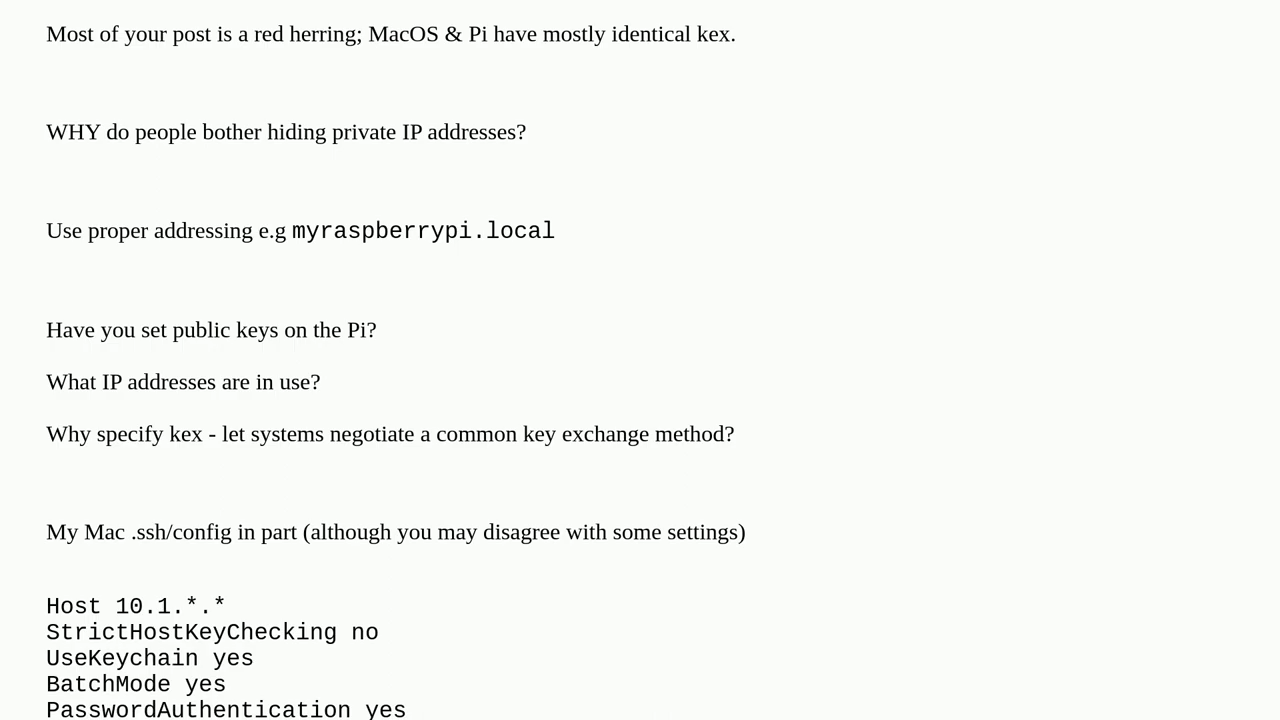 Most of your post is a red herring; MacOS & Pi have mostly identical kex.
WHY do people bother hiding private IP addresses?
Use proper addressing e.g myraspberrypi.local
Have you set public keys on the Pi?
What IP addresses are in use?
Why specify kex - let systems negotiate a common key exchange method?
My Mac .ssh/config in part (although you may disagree with some settings)
Host 10.1.*.*
StrictHostKeyChecking no
UseKeychain yes
BatchMode yes
PasswordAuthentication yes